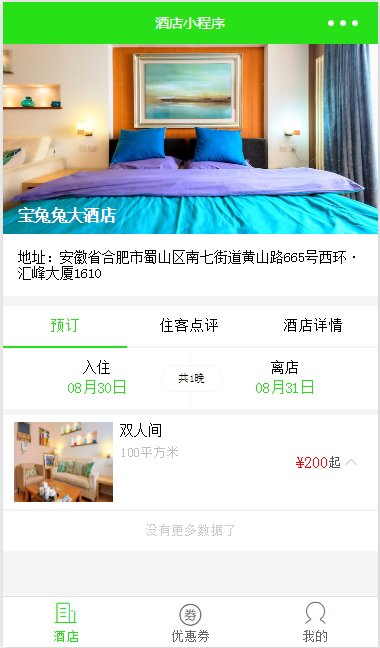 酒店小程序
宝兔兔大酒店
地址：安徽省合肥市蜀山区南七街道黄山路665号西环·
汇峰大厦1610
预订 住客点评 酒店详情
入住 离店
08月30日 共1晚 08月31日
双人间
100平方米
¥200起
没有更多数据了
券
酒店 优惠券 我的